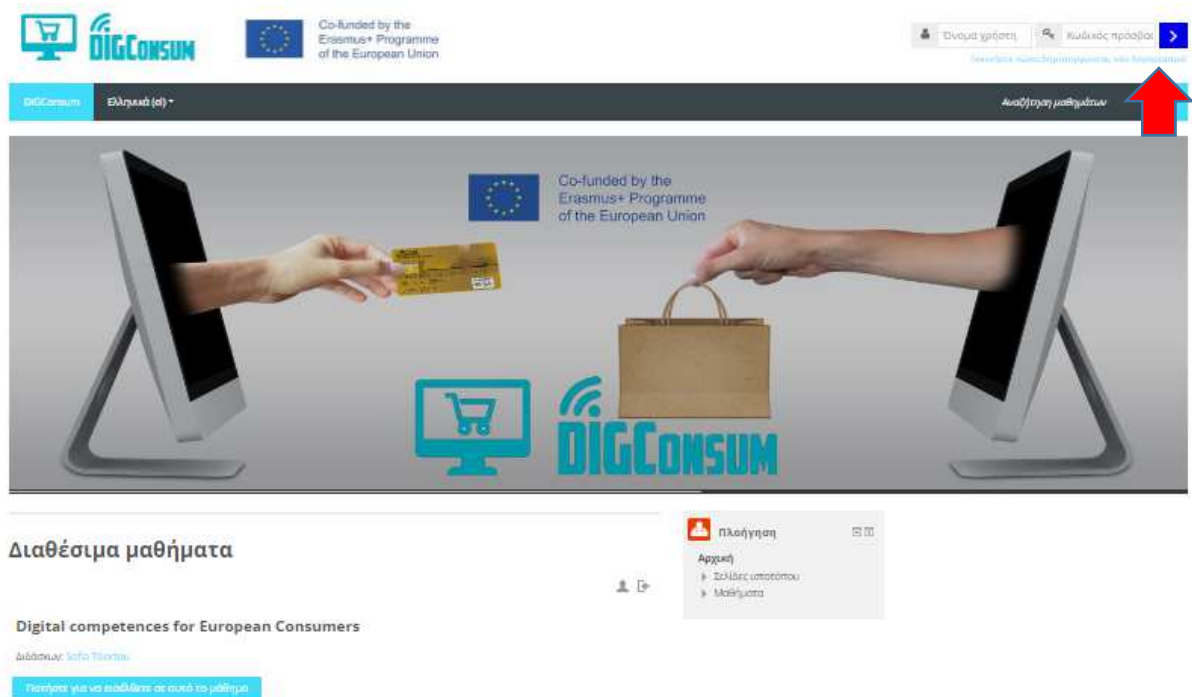 DIGCONSUM
Co-funded by the
Erasmus+ Programme
of the European Union
Όνομα χρήστη
Κωδικός πρόσβασ
DIGConsum
Ελληνικά (el)
Αναζήτηση μαθημάτων
Co-funded by the
Erasmus+ Programme
of the European Union
DIGCONSUM
Διαθέσιμα μαθήματα
Πλοήγηση
Αρχική
Σελίδες ιστοτόπου
Μαθήματα
Digital competences for European Consumers
Διδάσκων: Sofia
Πατήστε για να εισέλθετε σε αυτό το μάθημα